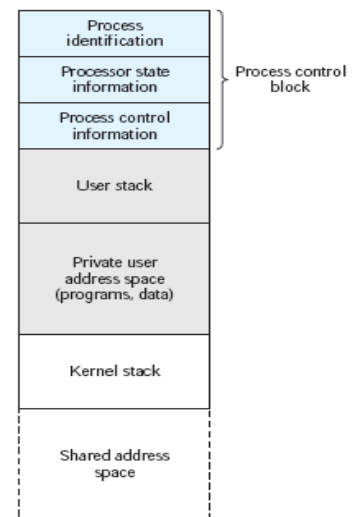 Process
identification
Processor state
information
Process control
block
Process control
information
User stack
Private user
address space
(programs, data)
Kernel stack
Shared address
space